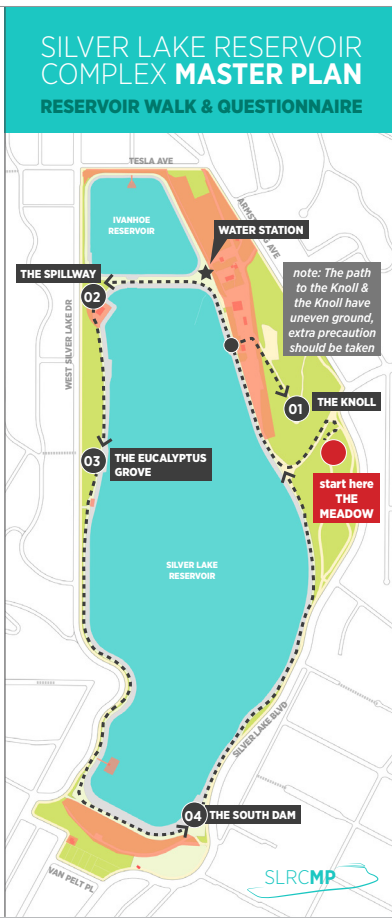 SILVER LAKE RESERVOIR
COMPLEX MASTER PLAN
RESERVOIR WALK & QUESTIONNAIRE
TESLA AVE
IVANHOE
RESERVOIR
ARMSTRONG AVE
WATER STATION
THE SPILLWAY
02
note: The path
to the Knoll &
the Knoll have
uneven ground,
extra precaution
should be taken
WEST SILVER LAKE DR
01
THE KNOLL
03
THE EUCALYPTUS
GROVE
start here
THE
MEADOW
SILVER LAKE
RESERVOIR
SILVER LAKE BLVD
04
THE SOUTH DAM
VAN PELT PL
SLRCMP